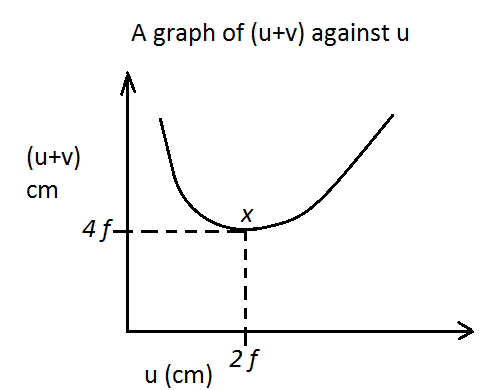 A graph of (u+v) against u
(u+v)
cm
x
4 f
2 f
u (cm)